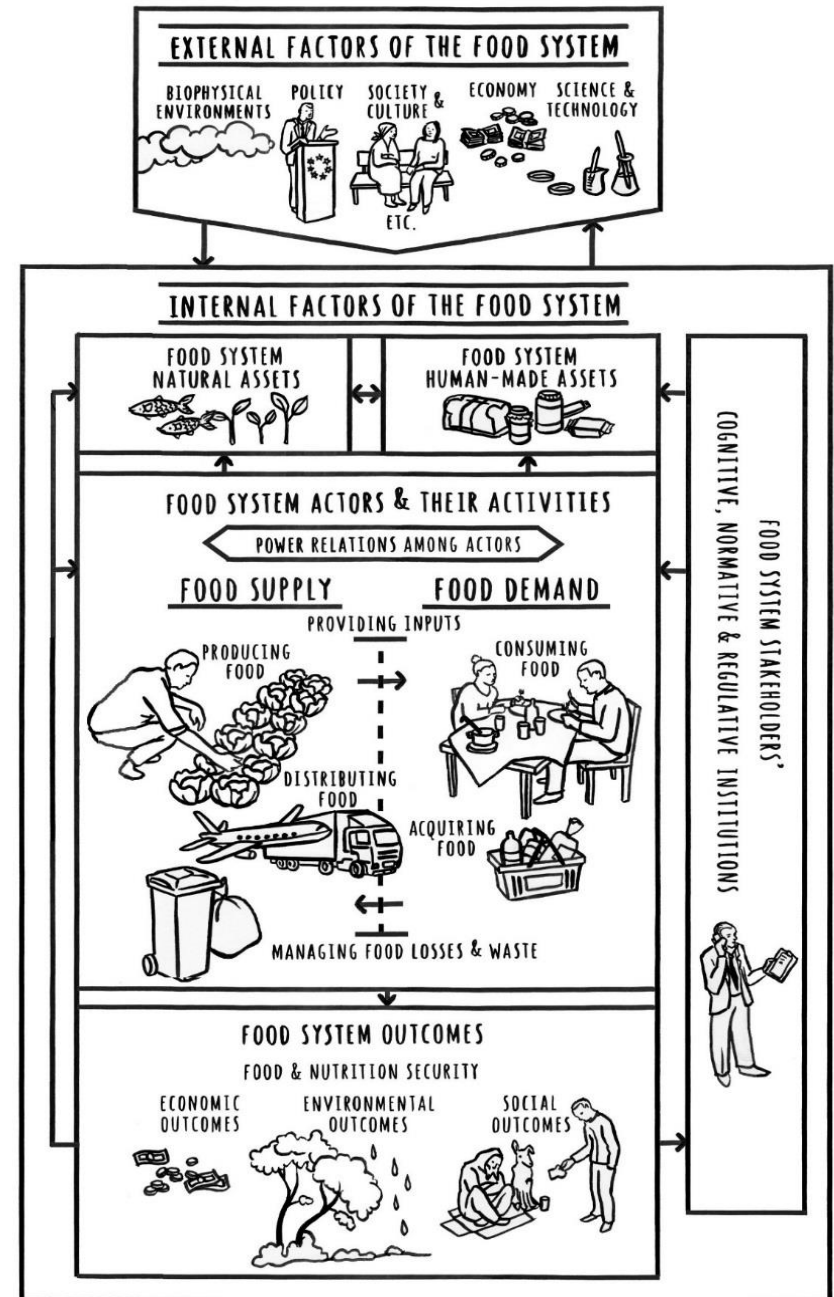 EXTERNAL FACTORS OF THE FOOD SYSTEM
BIOPHYSICAL
ENVIRONMENTS
POLICY
SOCIETY &
CULTURE
ECONOMY
SCIENCE &
TECHNOLOGY
ETC.
INTERNAL FACTORS OF THE FOOD SYSTEM
FOOD SYSTEM
NATURAL ASSETS
FOOD SYSTEM
HUMAN-MADE ASSETS
FOOD SYSTEM ACTORS & THEIR ACTIVITIES
POWER RELATIONS AMONG ACTORS
FOOD SUPPLY
FOOD DEMAND
PROVIDING INPUTS
PRODUCING
FOOD
CONSUMING
FOOD
DISTRIBUTING
FOOD
ACQUIRING
FOOD
MANAGING FOOD LOSSES & WASTE
FOOD SYSTEM OUTCOMES
FOOD & NUTRITION SECURITY
ECONOMIC
OUTCOMES
ENVIRONMENTAL
OUTCOMES
SOCIAL
OUTCOMES
FOOD SYSTEM STAKEHOLDERS'
COGNITIVE, NORMATIVE & REGULATIVE INSTITUTIONS